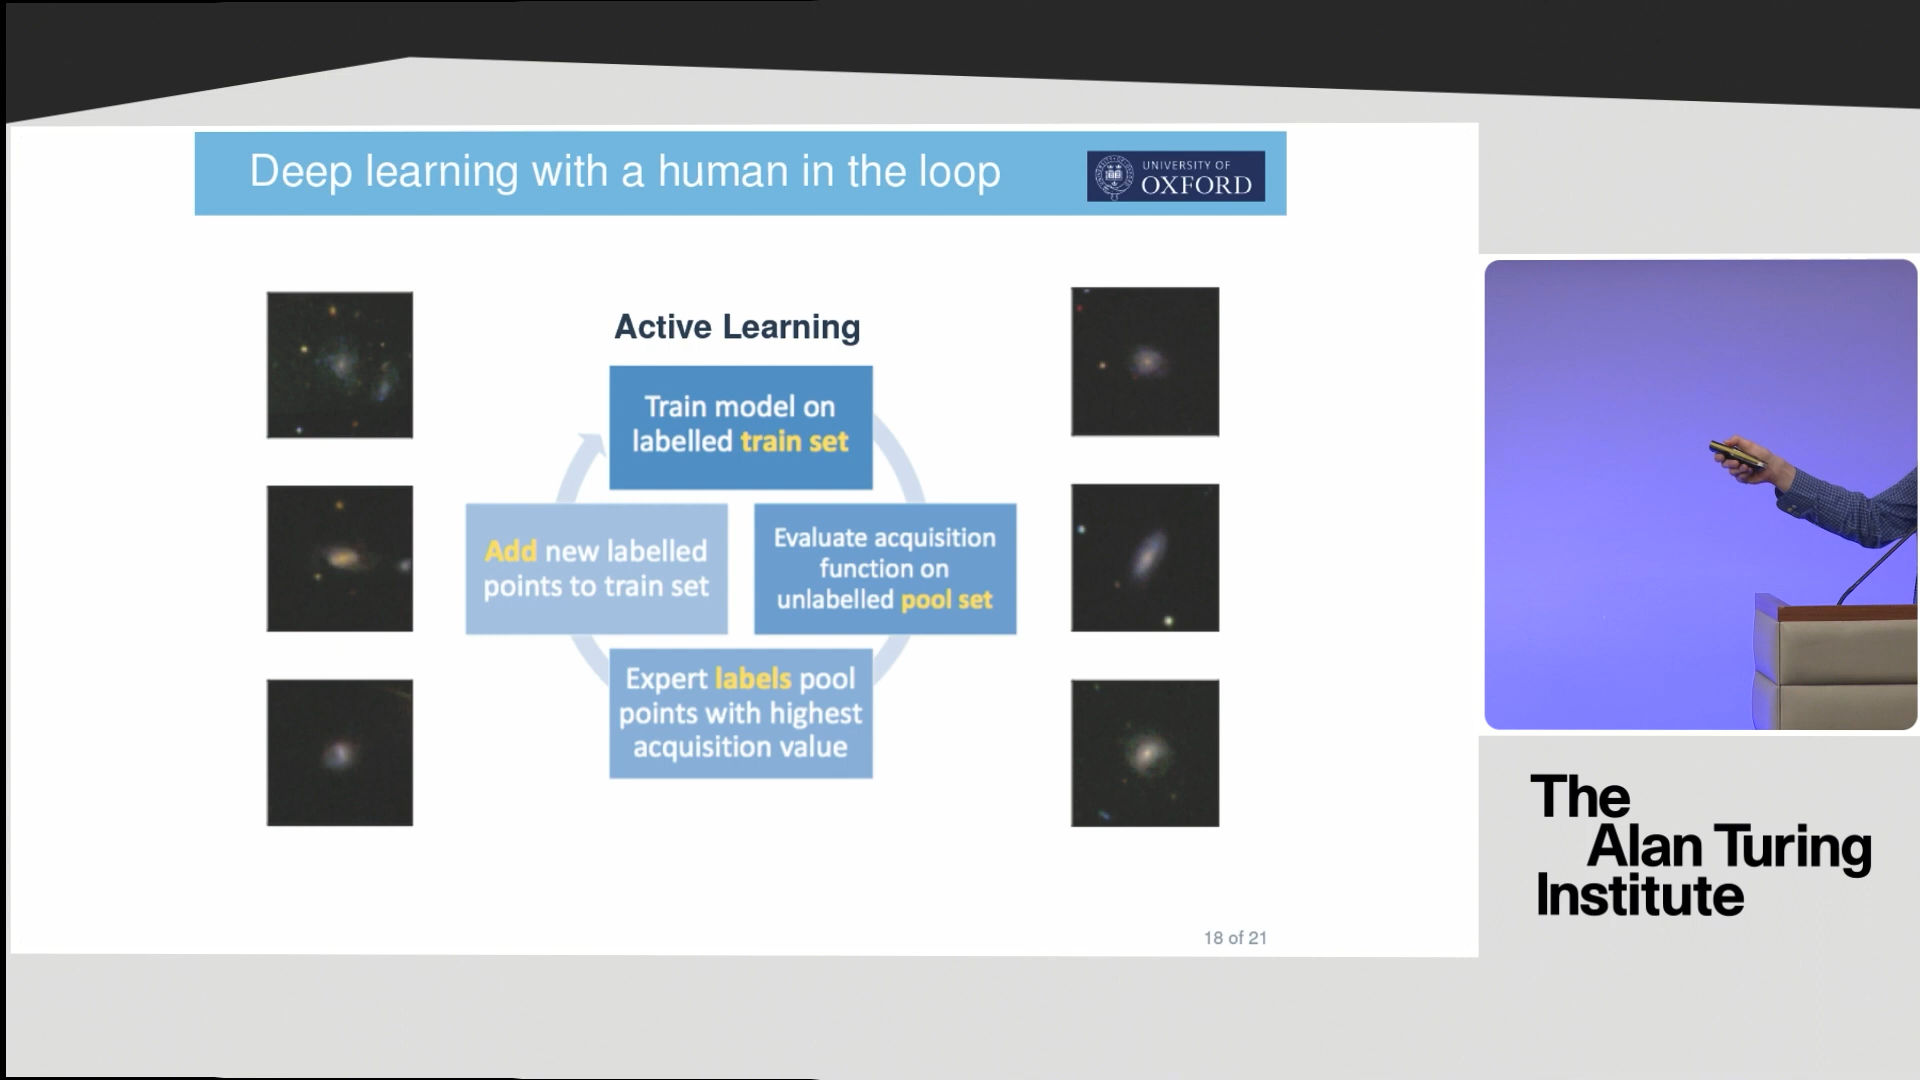 Deep learning with a human in the loop
UNIVERSITY OF
OXFORD
Active Learning
Train model on
labelled train set
Evaluate acquisition
function on
unlabelled pool set
Expert labels pool
points with highest
acquisition value
Add new labelled
points to train set
18 of 21
The
Alan Turing
Institute